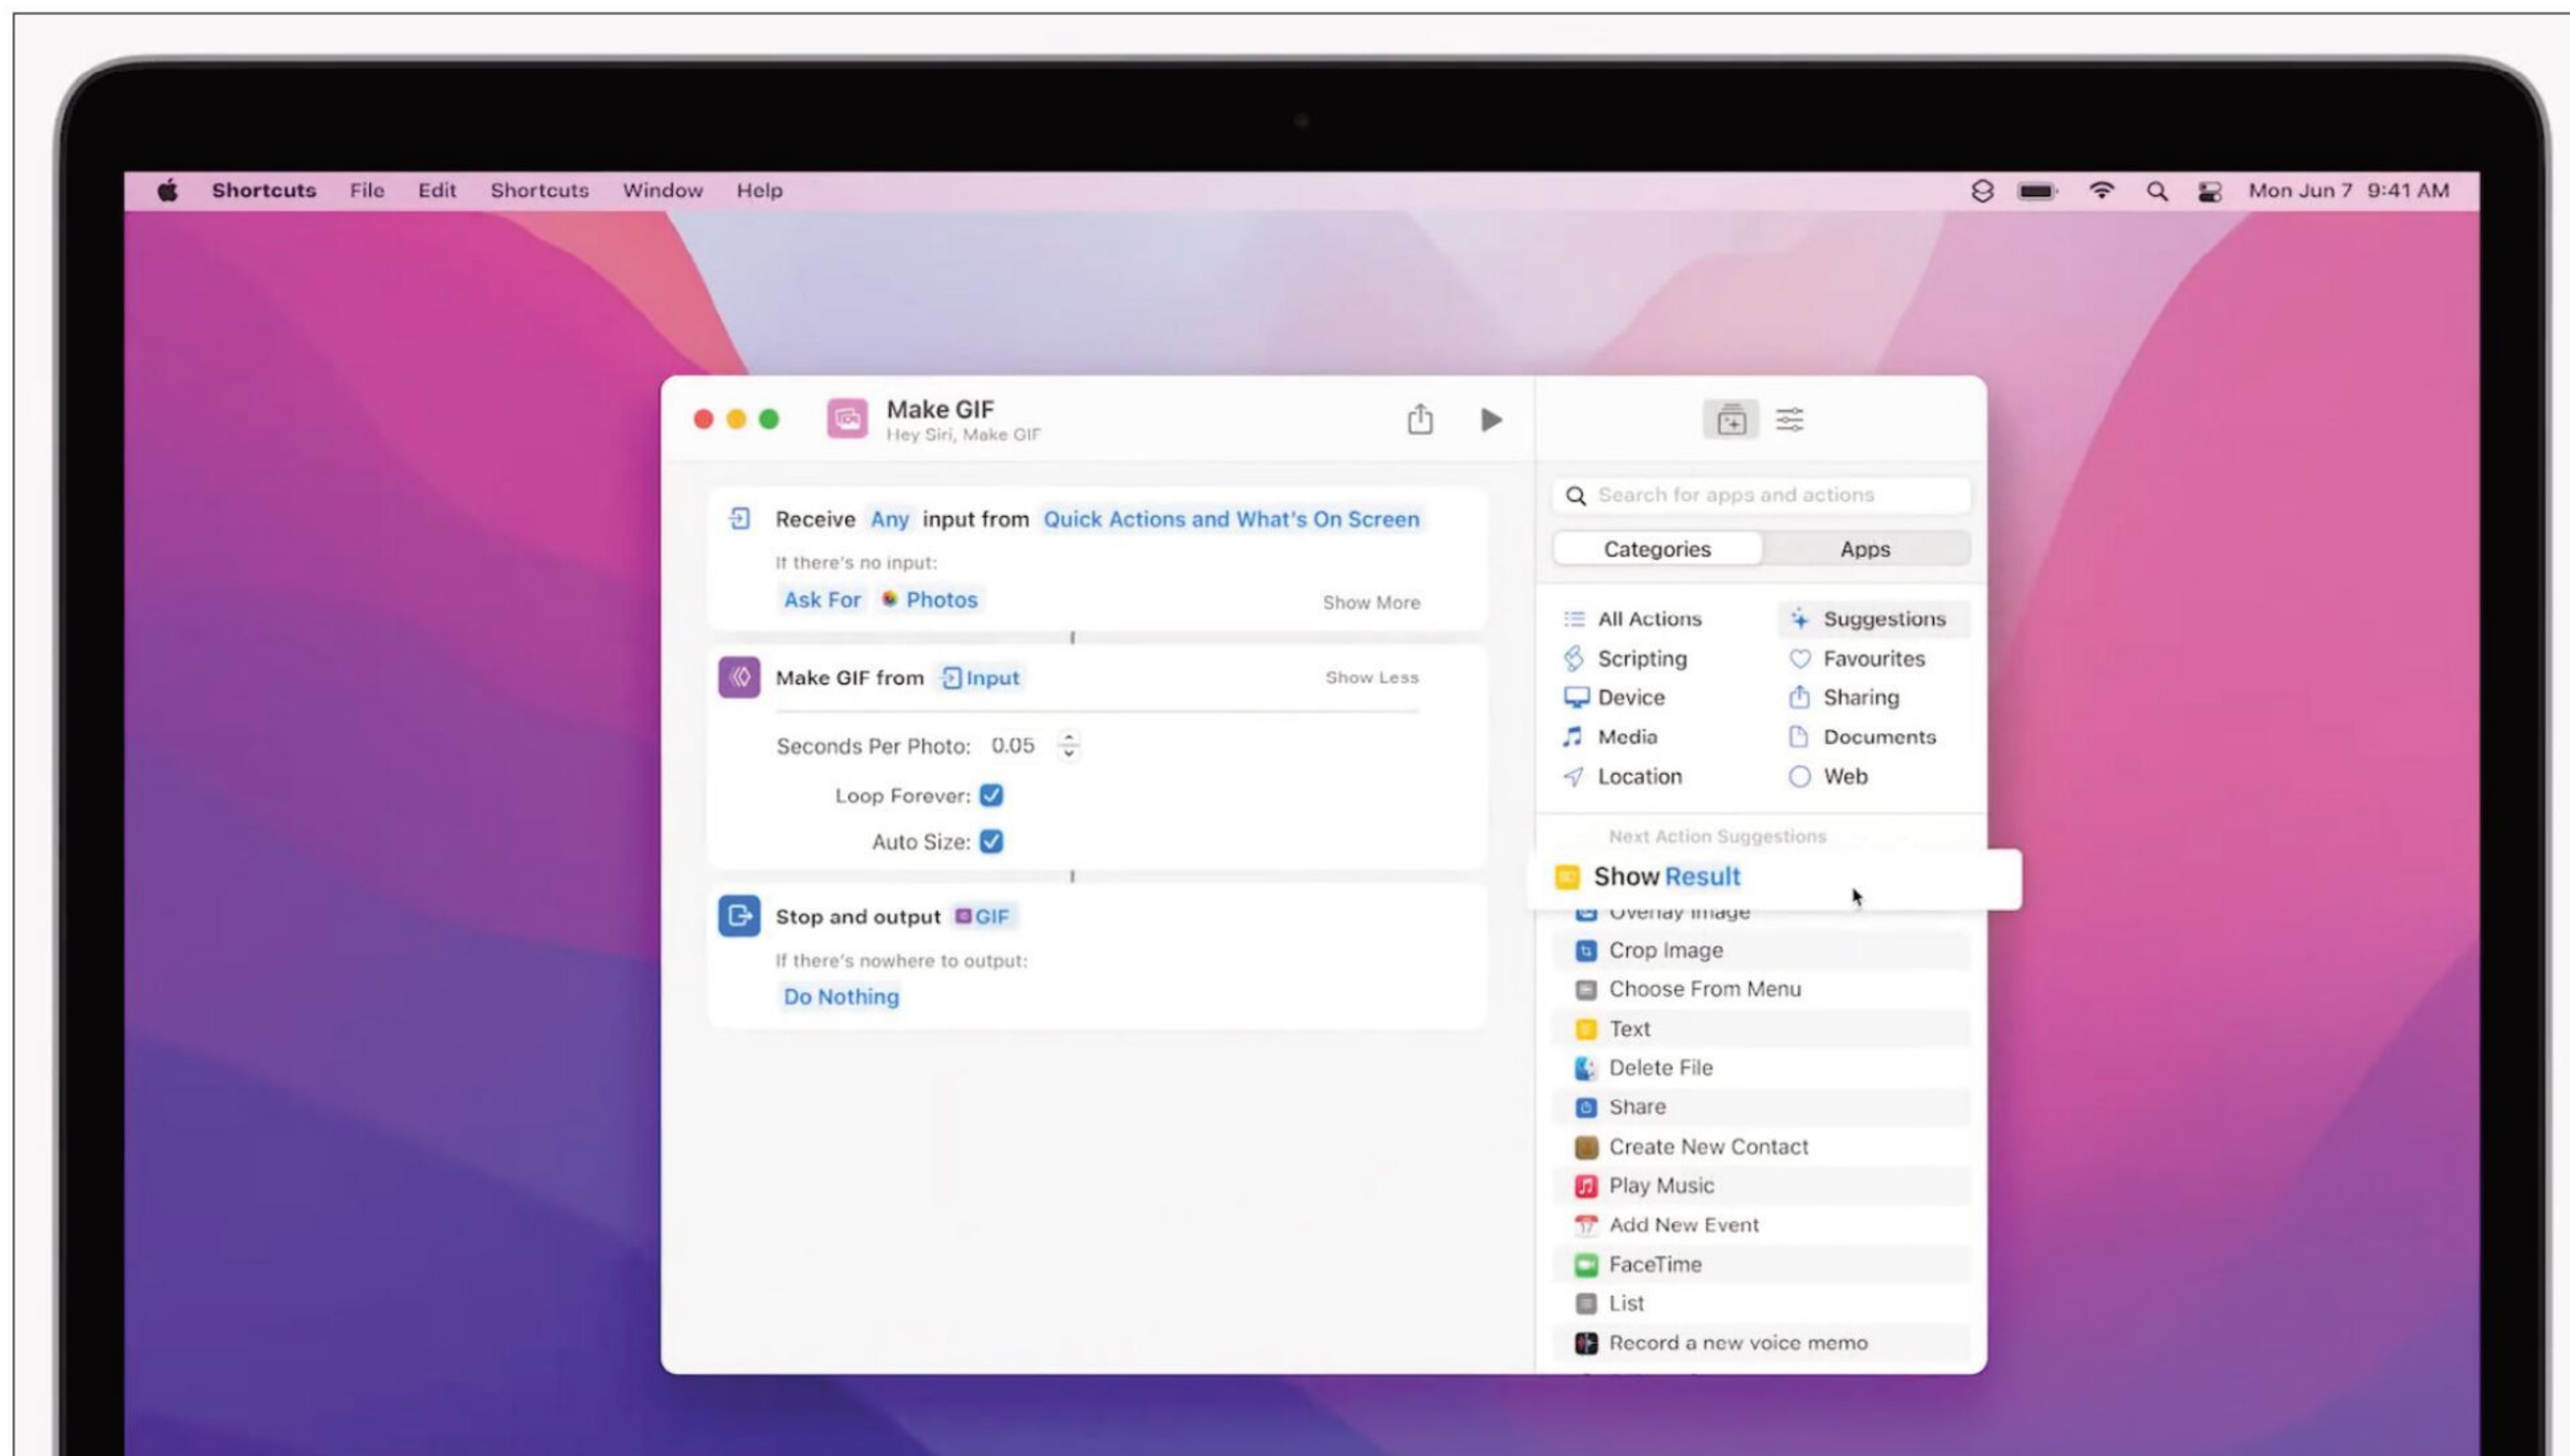 Shortcuts File Edit Shortcuts Window Help Mon Jun 7 9:41 AM
Make GIF
Hey Siri, Make GIF
Receive Any input from Quick Actions and What's On Screen
If there's no input:
Ask For Photos Show More
Make GIF from Input Show Less
Seconds Per Photo: 0.05
Loop Forever:
Auto Size:
Stop and output GIF
If there's nowhere to output:
Do Nothing
Search for apps and actions
Categories Apps
All Actions Suggestions
Scripting Favourites
Device Sharing
Media Documents
Location Web
Next Action Suggestions
Show Result
Overlay Image
Crop Image
Choose From Menu
Text
Delete File
Share
Create New Contact
Play Music
17 Add New Event
FaceTime
List
Record a new voice memo